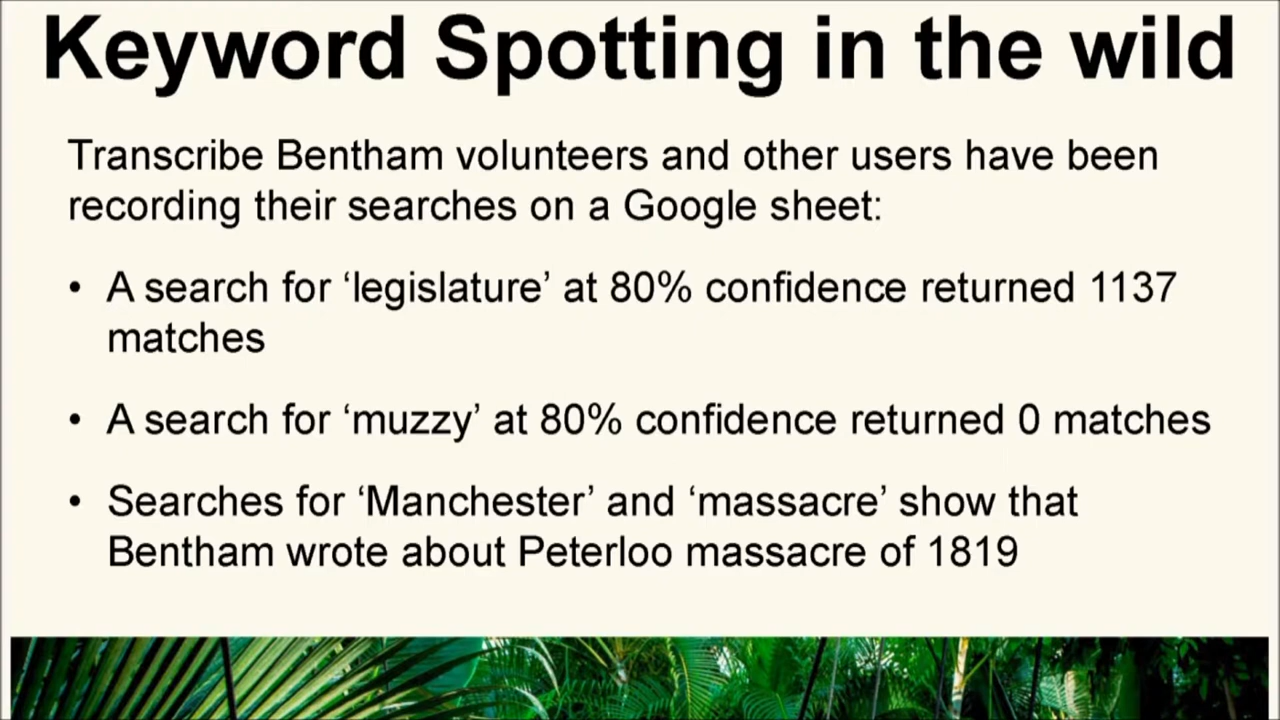 Keyword Spotting in the wild
Transcribe Bentham volunteers and other users have been
recording their searches on a Google sheet:
• A search for ‘legislature’ at 80% confidence returned 1137
matches
• A search for ‘muzzy’ at 80% confidence returned 0 matches
• Searches for ‘Manchester’ and ‘massacre’ show that
Bentham wrote about Peterloo massacre of 1819